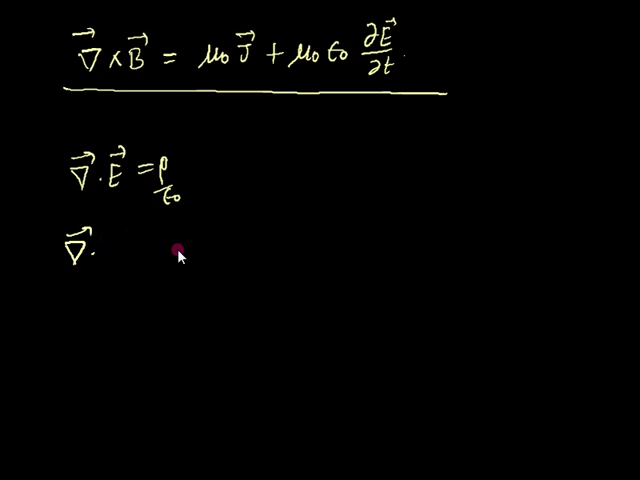 ∇⃗ × B⃗ = μ₀ J⃗ + μ₀ ε₀ ∂E⃗/∂t
∇⃗ . E⃗ = ρ/ε₀
∇⃗ .